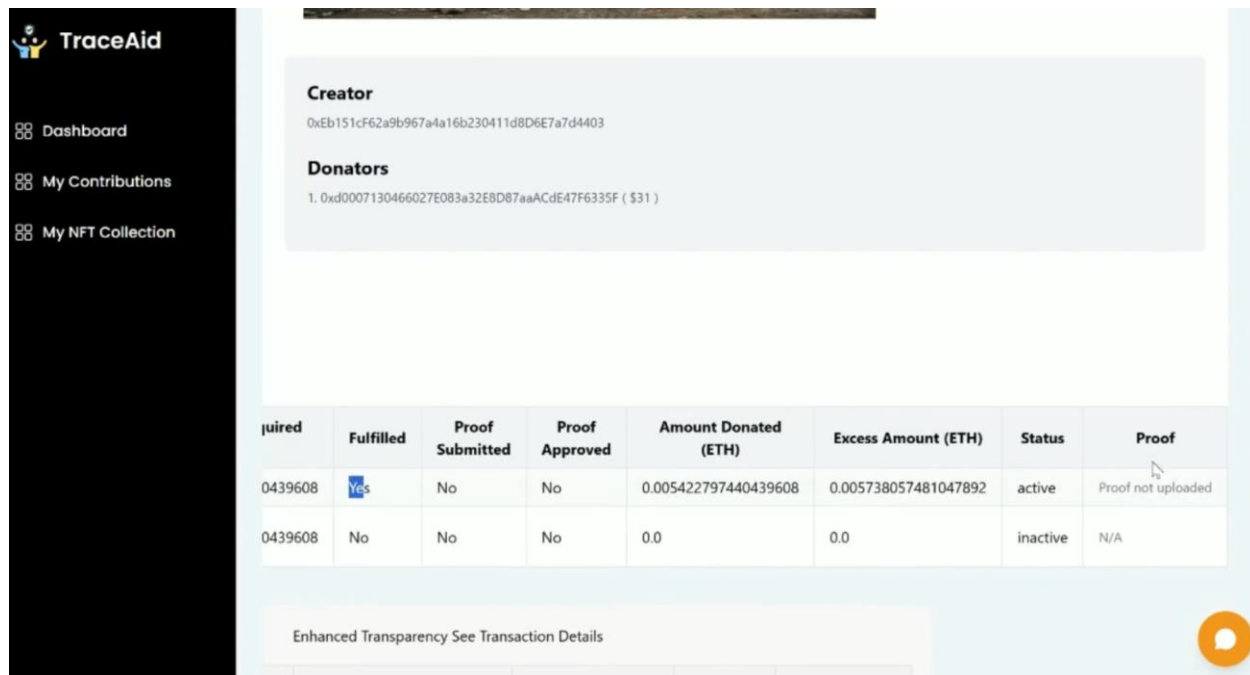 TraceAid
Dashboard
My Contributions
My NFT Collection
Creator
0xEb151cF62a9b967a4a16b230411d8D6E7a7d4403
Donators
1. 0xd0007130466027E083a32E8D87aaACdE47F6335F ( $31 )
quired Fulfilled Proof Submitted Proof Approved Amount Donated (ETH) Excess Amount (ETH) Status Proof
0439608 Yes No No 0.005422797440439608 0.005738057481047892 active Proof not uploaded
0439608 No No No 0.0 0.0 inactive N/A
Enhanced Transparency See Transaction Details